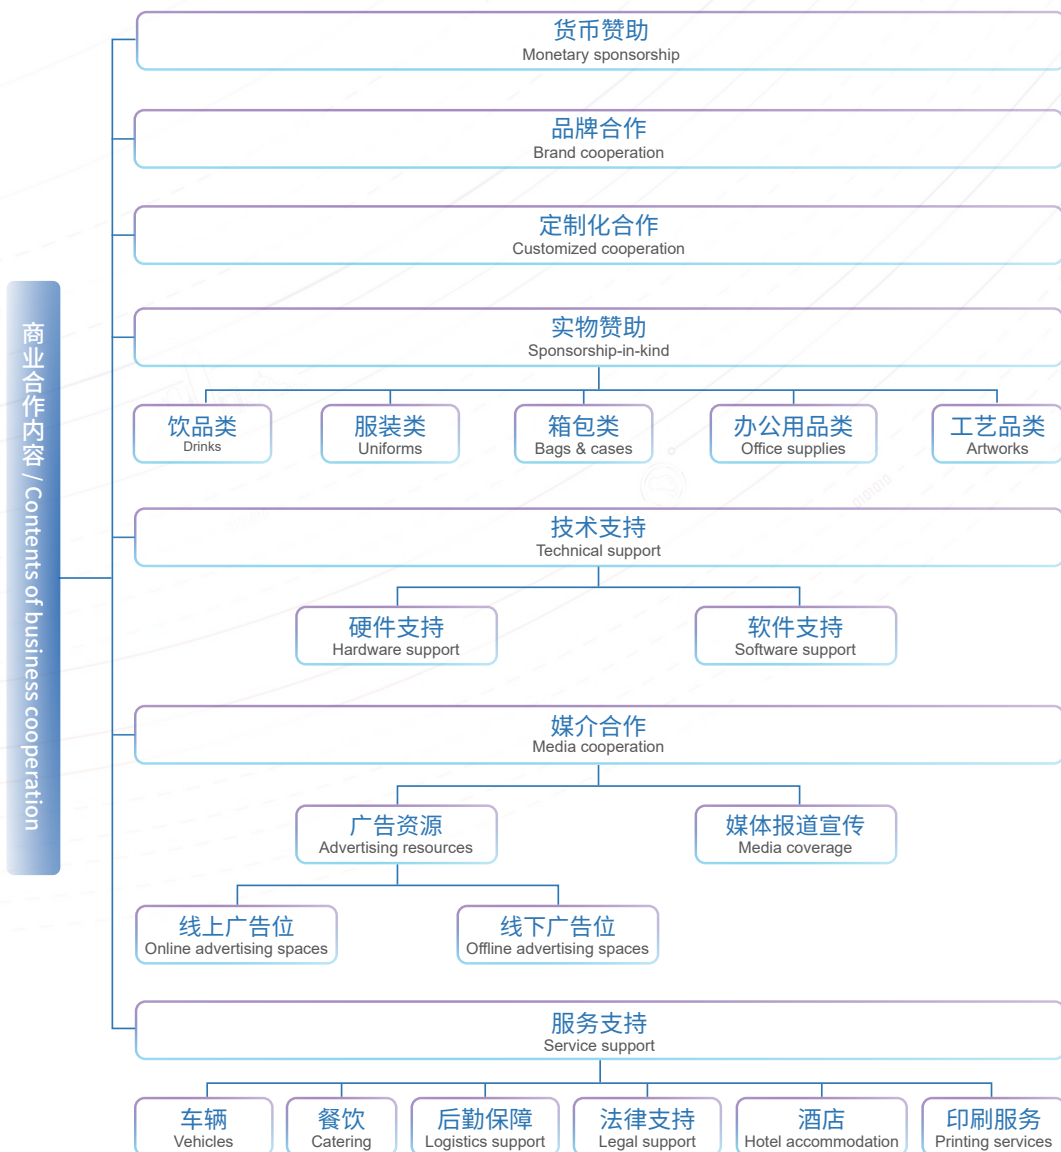 商业合作内容 / Contents of business cooperation
货币赞助
Monetary sponsorship
品牌合作
Brand cooperation
定制化合作
Customized cooperation
实物赞助
Sponsorship-in-kind
饮品类
Drinks
服装类
Uniforms
箱包类
Bags & cases
办公用品类
Office supplies
工艺品类
Artworks
技术支持
Technical support
硬件支持
Hardware support
软件支持
Software support
媒介合作
Media cooperation
广告资源
Advertising resources
媒体报道宣传
Media coverage
线上广告位
Online advertising spaces
线下广告位
Offline advertising spaces
服务支持
Service support
车辆
Vehicles
餐饮
Catering
后勤保障
Logistics support
法律支持
Legal support
酒店
Hotel accommodation
印刷服务
Printing services